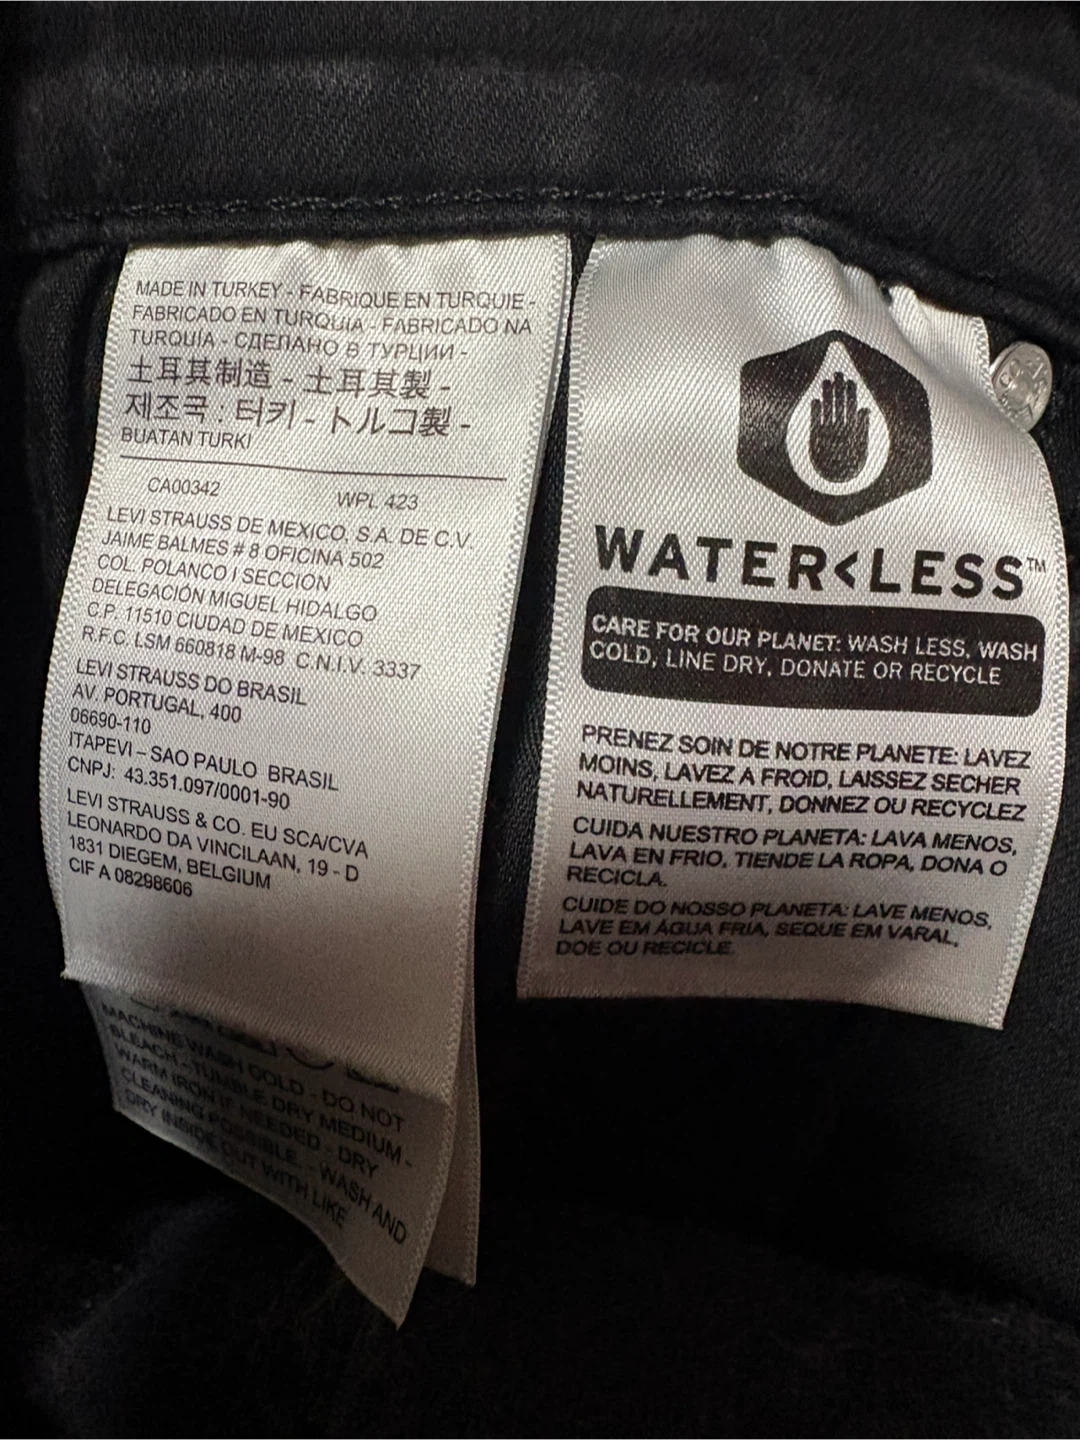 MADE IN TURKEY - FABRIQUE EN TURQUIE -
FABRICADO EN TURQUIA - FABRICADO NA
TURQUÍA - СДЕЛАНО В ТУРЦИИ -
土耳其制造 - 土耳其製 -
제조국 : 터키 - トルコ製 -
BUATAN TURKI
CA00342 WPL 423
LEVI STRAUSS DE MEXICO, S.A. DE C.V.
JAIME BALMES # 8 OFICINA 502
COL. POLANCO I SECCION
DELEGACIÓN MIGUEL HIDALGO
C.P. 11510 CIUDAD DE MEXICO
R.F.C. LSM 660818 M-98 C.N.I.V. 3337
LEVI STRAUSS DO BRASIL
AV. PORTUGAL, 400
06690-110
ITAPEVI – SAO PAULO BRASIL
CNPJ: 43.351.097/0001-90
LEVI STRAUSS & CO. EU SCA/CVA
LEONARDO DA VINCILAAN, 19 - D
1831 DIEGEM, BELGIUM
CIF A 08298606
MACHINE WASH COLD - DO NOT
BLEACH - TUMBLE DRY MEDIUM -
WARM IRON IF NEEDED - DRY
CLEANING POSSIBLE. - WASH AND
DRY INSIDE OUT WITH LIKE
WATER<LESS™
CARE FOR OUR PLANET: WASH LESS, WASH
COLD, LINE DRY, DONATE OR RECYCLE
PRENEZ SOIN DE NOTRE PLANETE: LAVEZ
MOINS, LAVEZ A FROID, LAISSEZ SECHER
NATURELLEMENT, DONNEZ OU RECYCLEZ
CUIDA NUESTRO PLANETA: LAVA MENOS,
LAVA EN FRIO, TIENDE LA ROPA, DONA O
RECICLA.
CUIDE DO NOSSO PLANETA: LAVE MENOS,
LAVE EM ÁGUA FRIA, SEQUE EM VARAL,
DOE OU RECICLE.